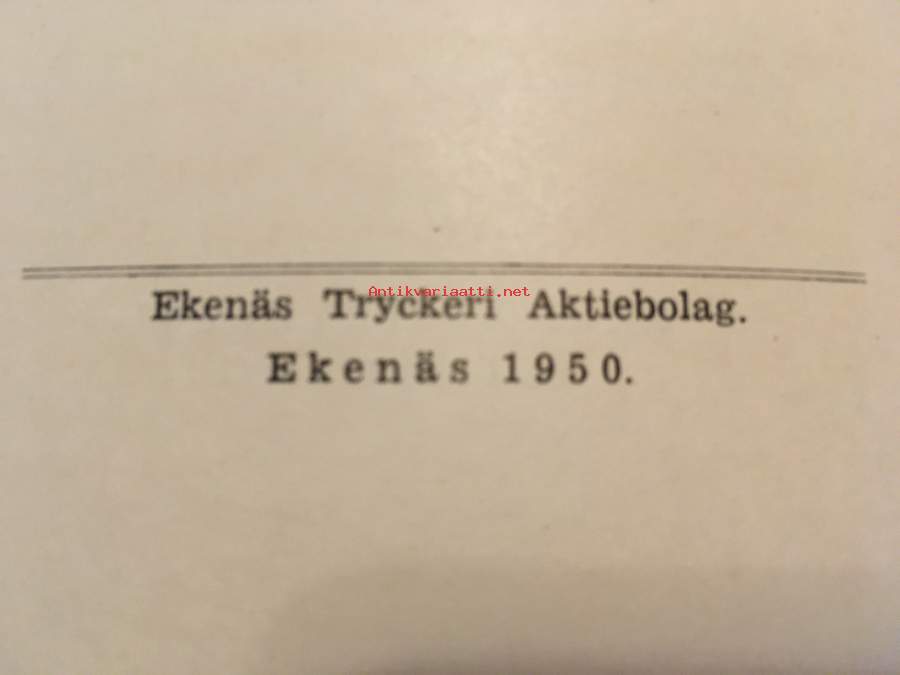 Antikvariaatti.net
Ekenäs Tryckeri Aktiebolag.
Ekenäs 1950.